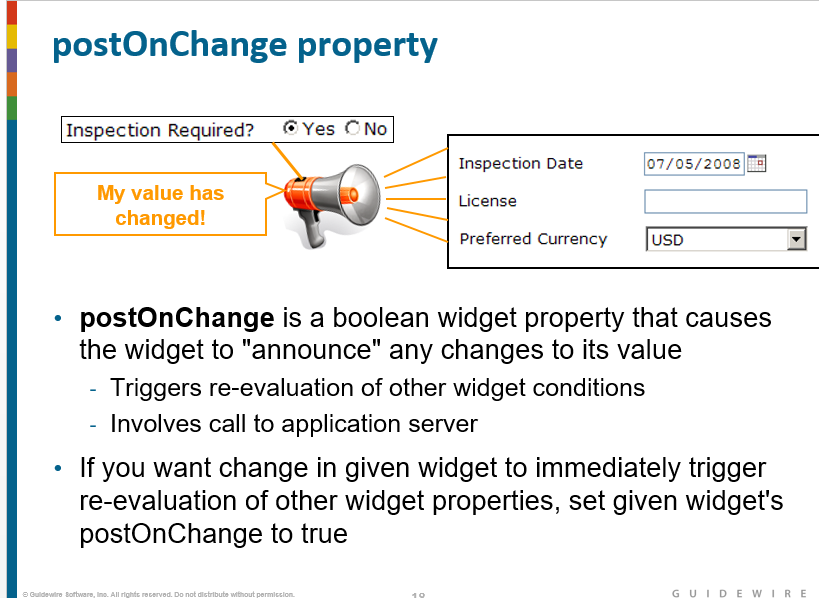 postOnChange property
Inspection Required? Yes No
My value has
changed!
Inspection Date 07/05/2008
License
Preferred Currency USD
• postOnChange is a boolean widget property that causes
the widget to "announce" any changes to its value
- Triggers re-evaluation of other widget conditions
- Involves call to application server
• If you want change in given widget to immediately trigger
re-evaluation of other widget properties, set given widget's
postOnChange to true
© Guidewire Software, Inc. All rights reserved. Do not distribute without permission.
18
GUIDEWIRE